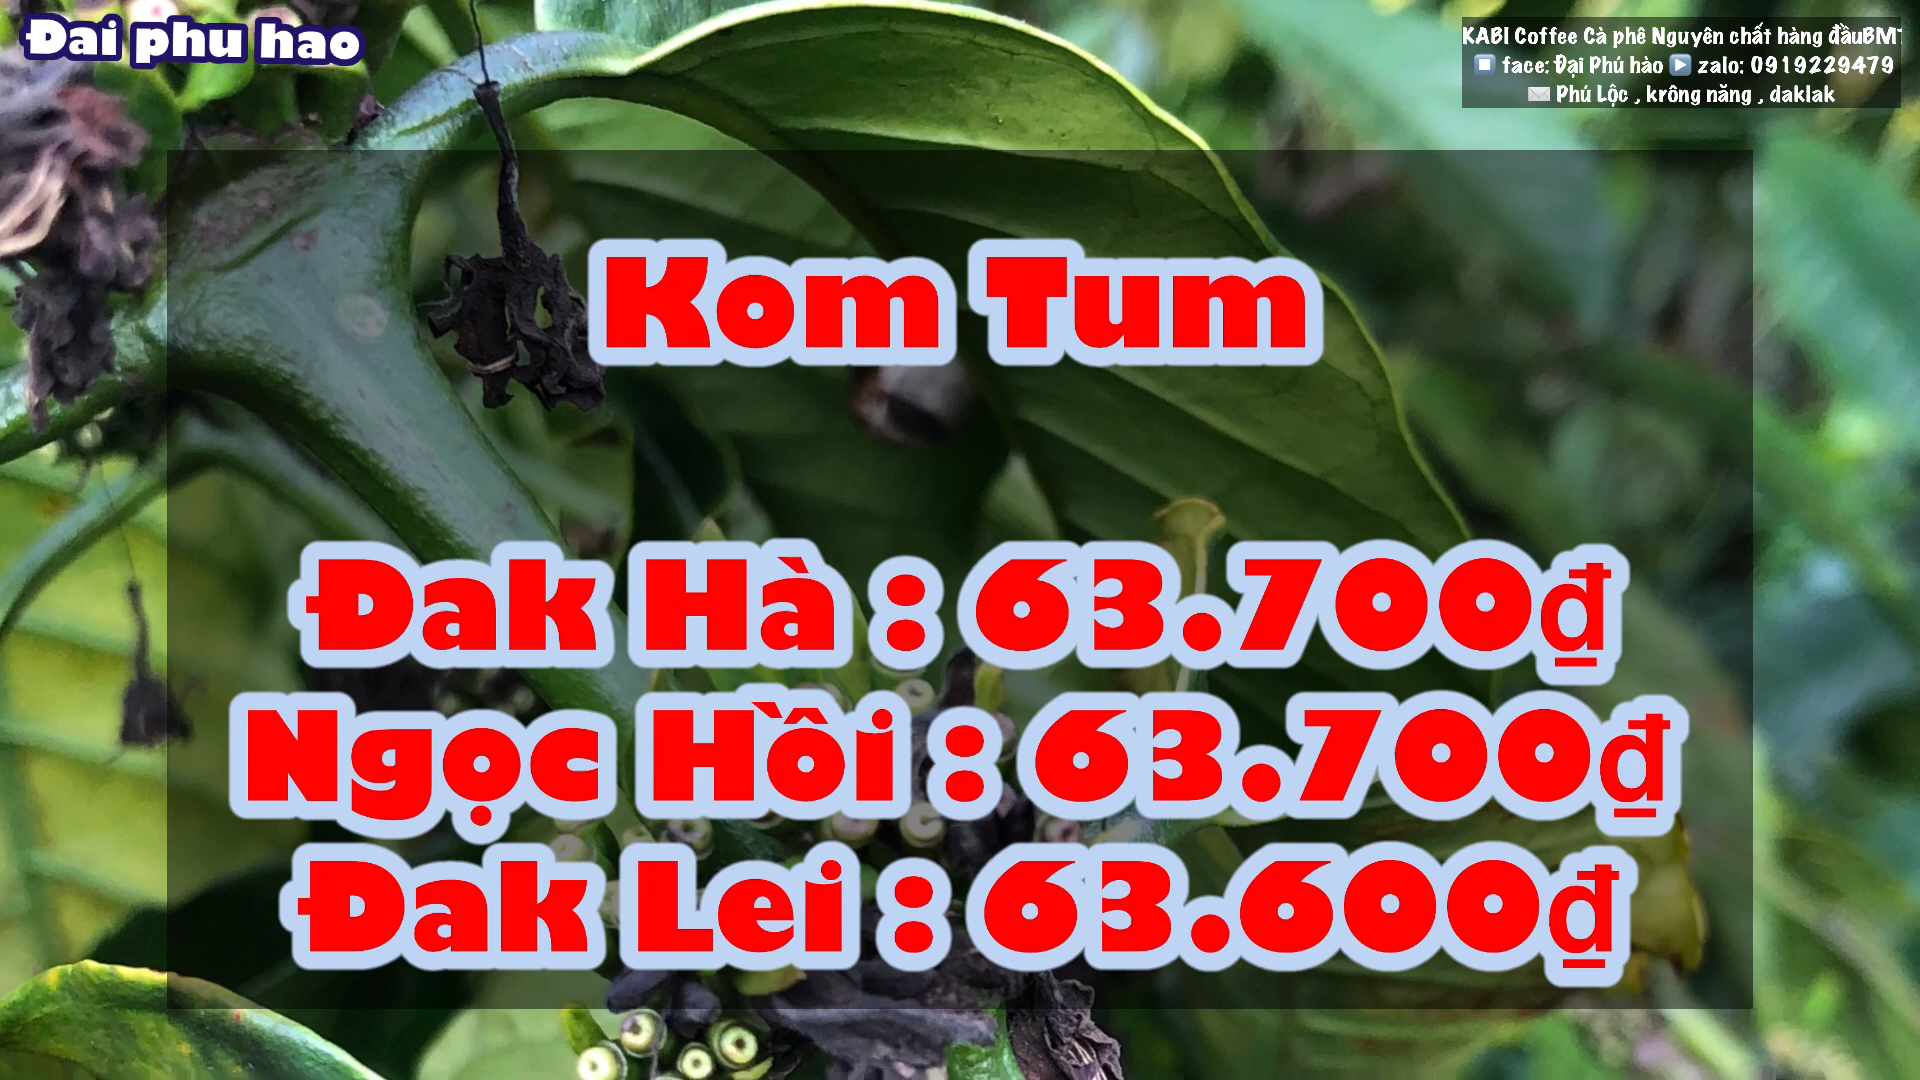 Đai phu hao
KABI Coffee Cà phê Nguyên chất hàng đầuBMT
face: Đại Phú hào zalo: 0919229479
Phú Lộc , krông năng , daklak
Kom Tum
Đak Hà : 63.700₫
Ngọc Hồi : 63.700₫
Đak Lei : 63.600₫